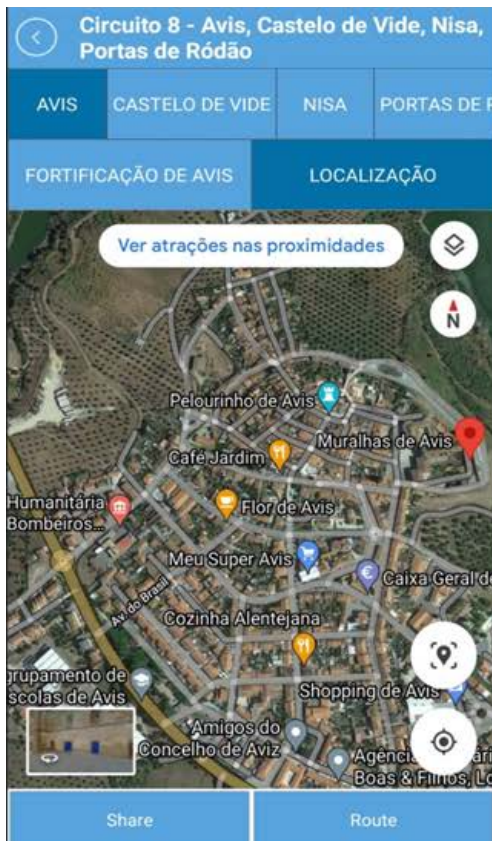 Circuito 8 - Avis, Castelo de Vide, Nisa,
Portas de Ródão
AVIS
CASTELO DE VIDE
NISA
PORTAS DE
FORTIFICAÇÃO DE AVIS
LOCALIZAÇÃO
Ver atrações nas proximidades
N
Pelourinho de Avis
Muralhas de Avis
Café Jardim
Humanitária
Bombeiros...
Flor de Avis
Meu Super Avis
€
Caixa Geral d
Av. do Brasil
Cozinha Alentejana
grupamento de
scolas de Avis
Shopping de Avis
Amigos do
Concelho de Aviz
Boas & Filhos,
Share
Route